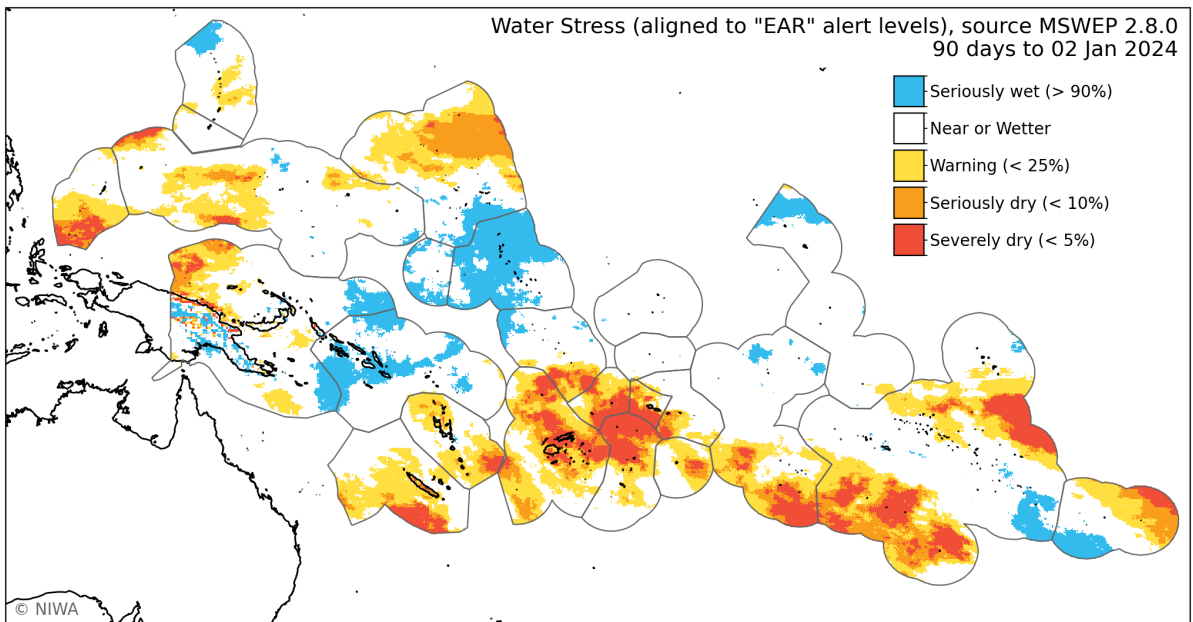 Water Stress (aligned to "EAR" alert levels), source MSWEP 2.8.0
90 days to 02 Jan 2024
Seriously wet (> 90%)
Near or Wetter
Warning (< 25%)
Seriously dry (< 10%)
Severely dry (< 5%)
© NIWA